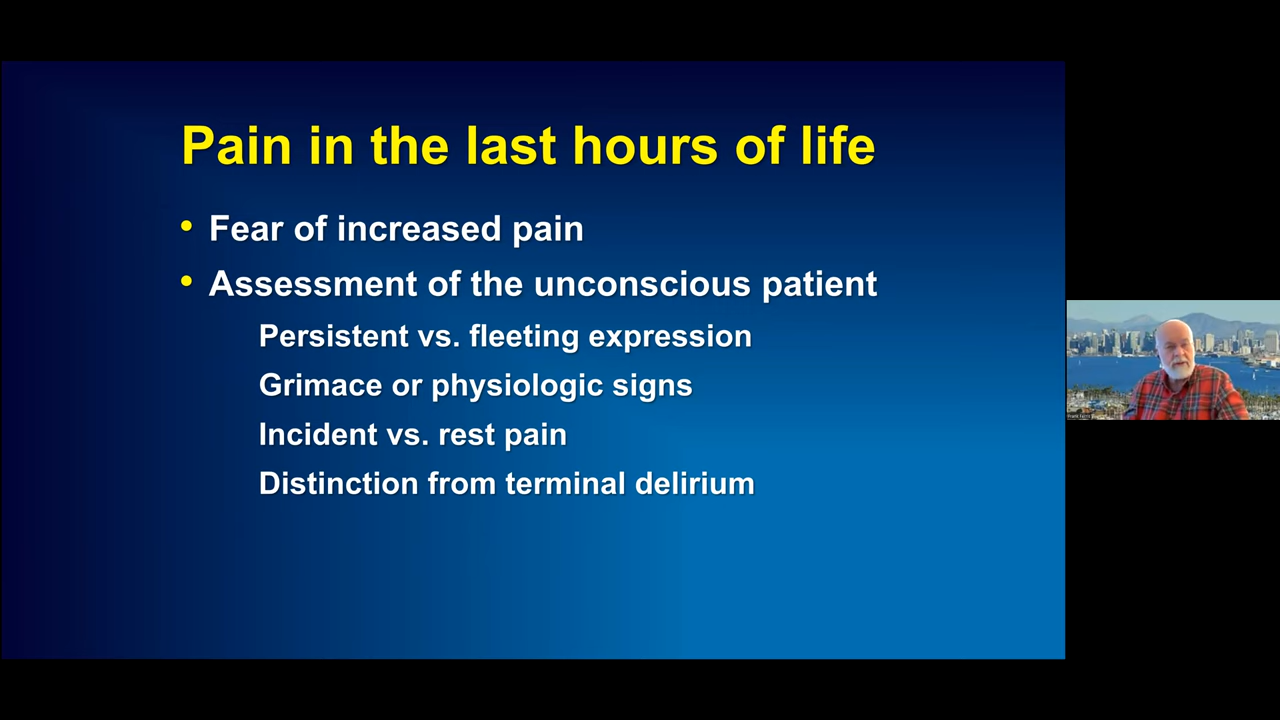 Pain in the last hours of life
• Fear of increased pain
• Assessment of the unconscious patient
Persistent vs. fleeting expression
Grimace or physiologic signs
Incident vs. rest pain
Distinction from terminal delirium